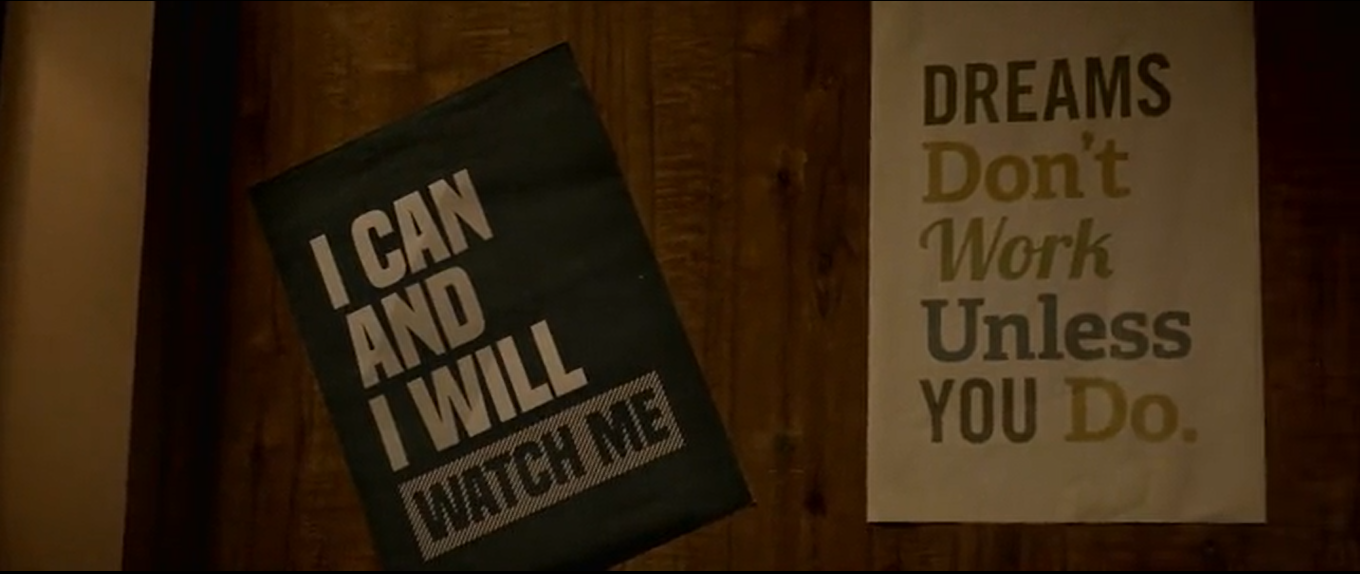 I CAN
AND
I WILL
WATCH ME
DREAMS
Don't
Work
Unless
YOU Do.